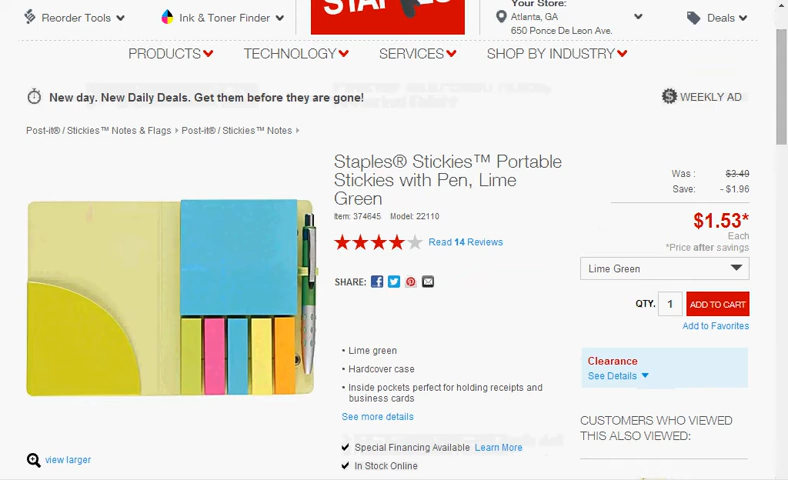 Reorder Tools
Ink & Toner Finder
Your Store:
Atlanta, GA
650 Ponce De Leon Ave.
Deals
PRODUCTS
TECHNOLOGY
SERVICES
SHOP BY INDUSTRY
New day. New Daily Deals. Get them before they are gone!
WEEKLY AD
Post-it® / Stickies™ Notes & Flags
Post-it® / Stickies™ Notes
Staples® Stickies™ Portable
Stickies with Pen, Lime
Green
Item: 374645 Model: 22110
Read 14 Reviews
SHARE:
• Lime green
• Hardcover case
• Inside pockets perfect for holding receipts and
business cards
See more details
Special Financing Available Learn More
In Stock Online
view larger
Was : $3.49
Save: - $1.96
$1.53*
Each
*Price after savings
Lime Green
QTY. 1 ADD TO CART
Add to Favorites
Clearance
See Details
CUSTOMERS WHO VIEWED
THIS ALSO VIEWED: